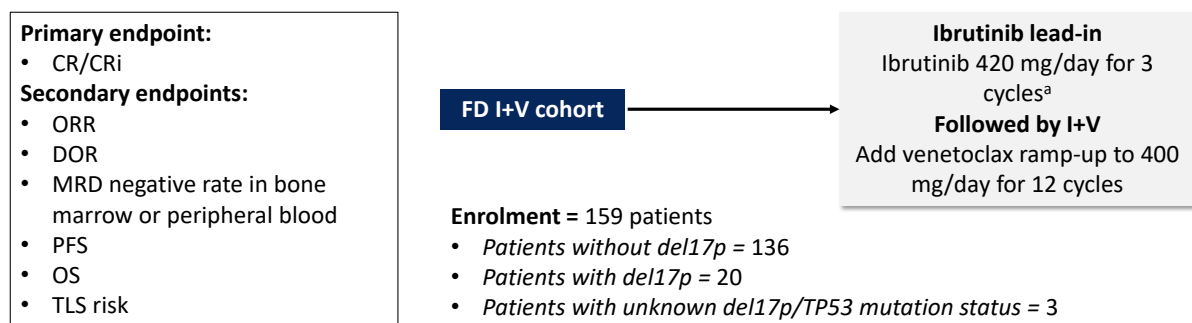 Primary endpoint:
• CR/CRi
Secondary endpoints:
• ORR
• DOR
• MRD negative rate in bone
marrow or peripheral blood
• PFS
• OS
• TLS risk
FD I+V cohort
Ibrutinib lead-in
Ibrutinib 420 mg/day for 3
cyclesᵃ
Followed by I+V
Add venetoclax ramp-up to 400
mg/day for 12 cycles
Enrolment = 159 patients
• Patients without del17p = 136
• Patients with del17p = 20
• Patients with unknown del17p/TP53 mutation status = 3